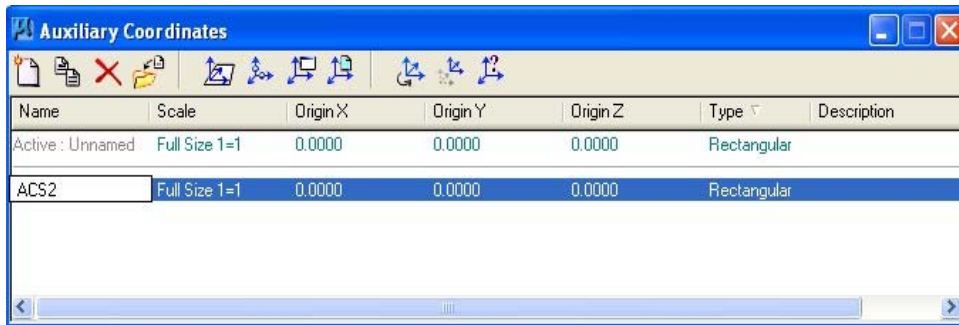 Auxiliary Coordinates
Name Scale Origin X Origin Y Origin Z Type Description
Active : Unnamed Full Size 1=1 0.0000 0.0000 0.0000 Rectangular
ACS2 Full Size 1=1 0.0000 0.0000 0.0000 Rectangular